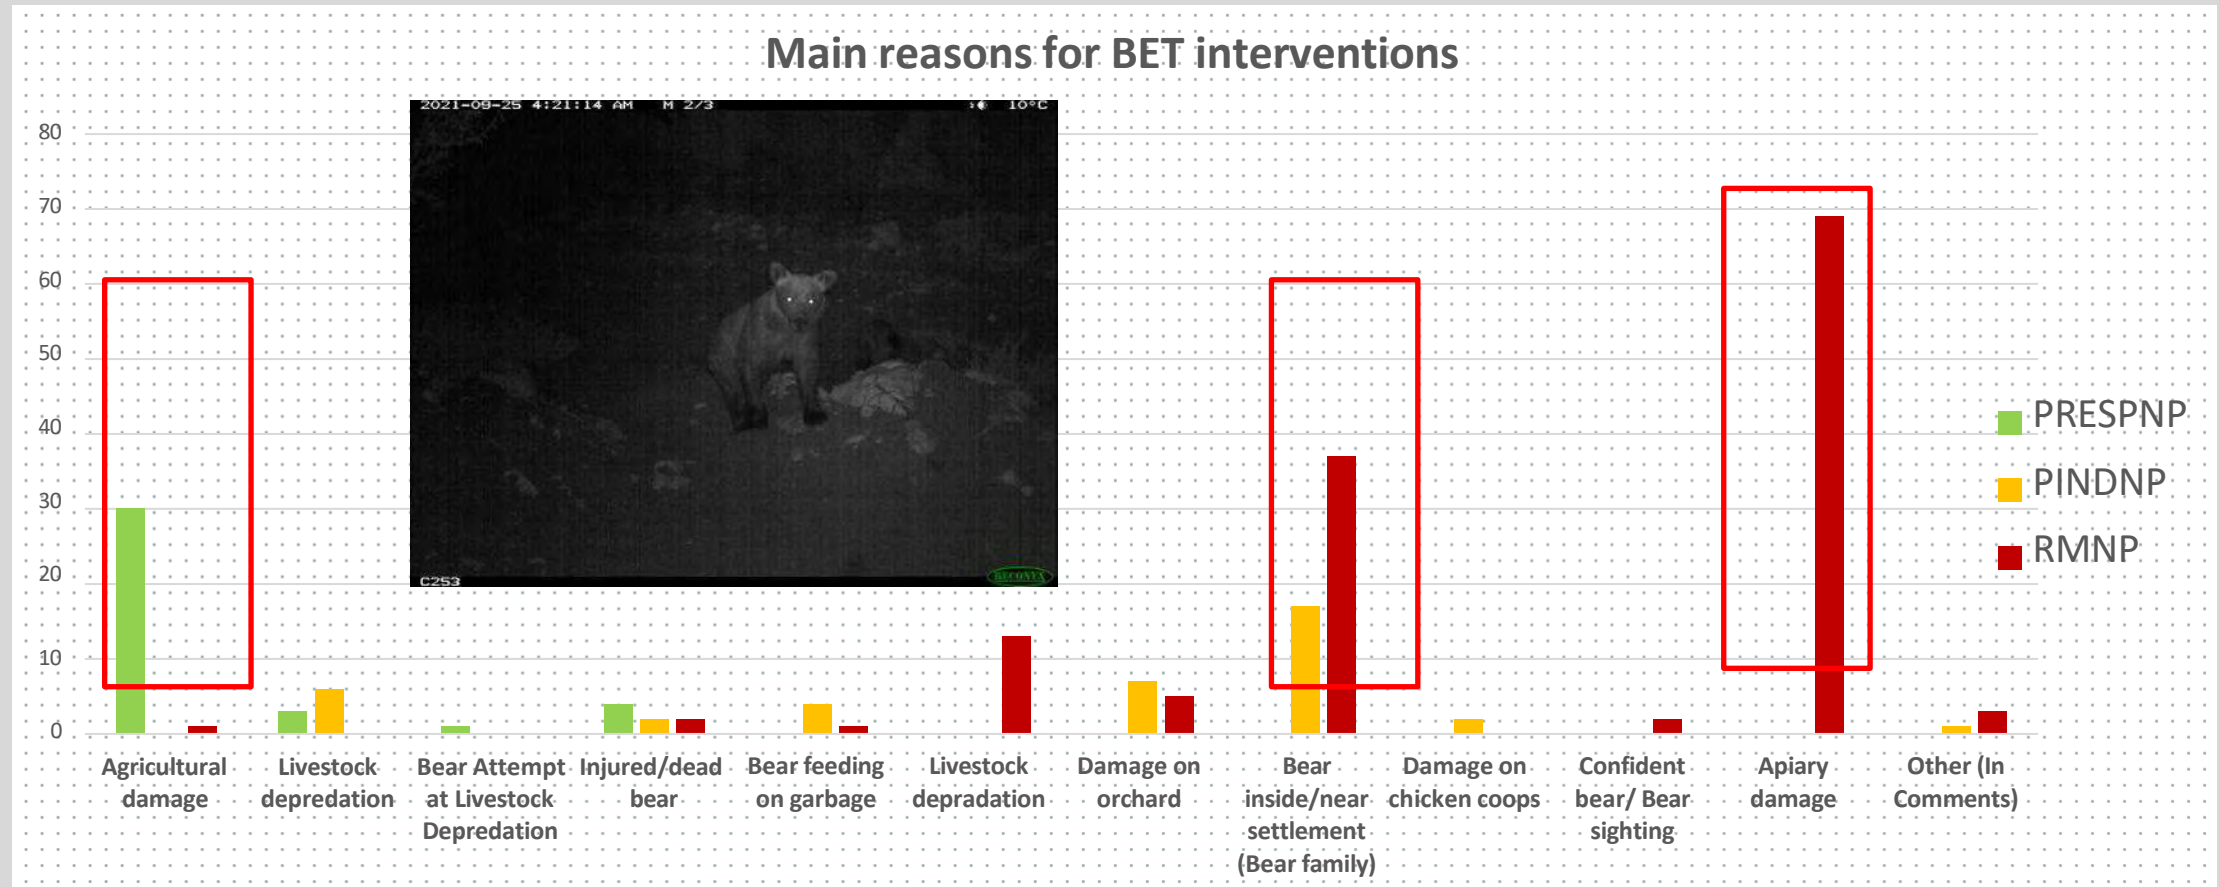 Main reasons for BET interventions
2021-09-25 4:21:14 AM M 2/3 10°C
C253
RECONYX
80
70
60
50
40
30
20
10
0
Agricultural
damage
Livestock
depredation
Bear Attempt
at Livestock
Depredation
Injured/dead
bear
Bear feeding
on garbage
Livestock
depradation
Damage on
orchard
Bear
inside/near
settlement
(Bear family)
Damage on
chicken coops
Confident
bear/ Bear
sighting
Apiary
damage
Other (In
Comments)
PRESPNP
PINDNP
RMNP